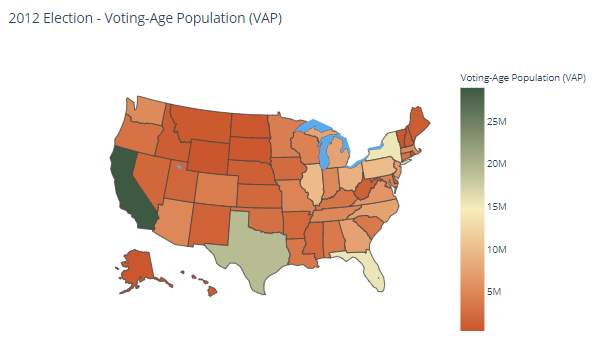 2012 Election - Voting-Age Population (VAP)
Voting-Age Population (VAP)
25M
20M
15M
10M
5M